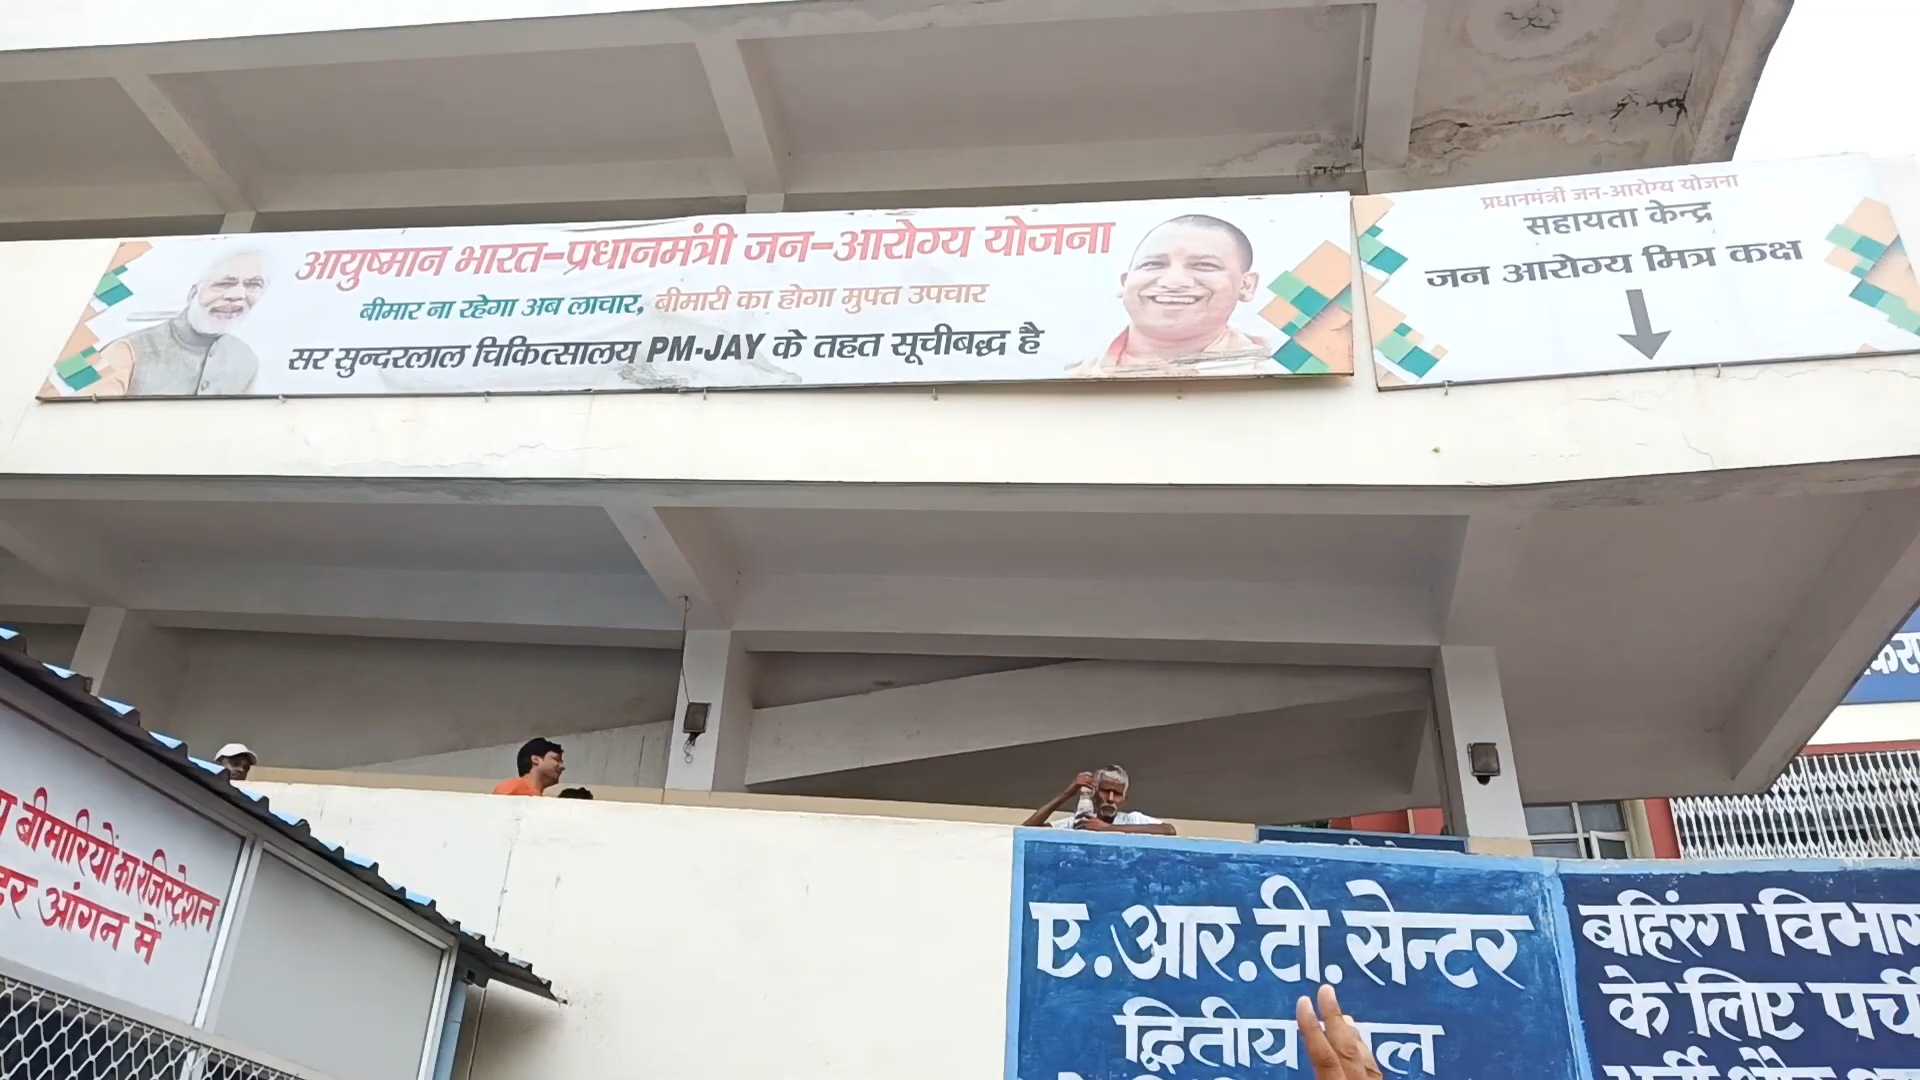 आयुष्मान भारत-प्रधानमंत्री जन-आरोग्य योजना
बीमार ना रहेगा अब लाचार, बीमारी का होगा मुफ्त उपचार
सर सुन्दरलाल चिकित्सालय PM-JAY के तहत सूचीबद्ध है
प्रधानमंत्री जन-आरोग्य योजना
सहायता केन्द्र
जन आरोग्य मित्र कक्ष
बीमारियों का रजिस्ट्रेशन
आंगन में
ए.आर.टी.सेन्टर
द्वितीय
बहिरंग विभाग
के लिए पर्ची